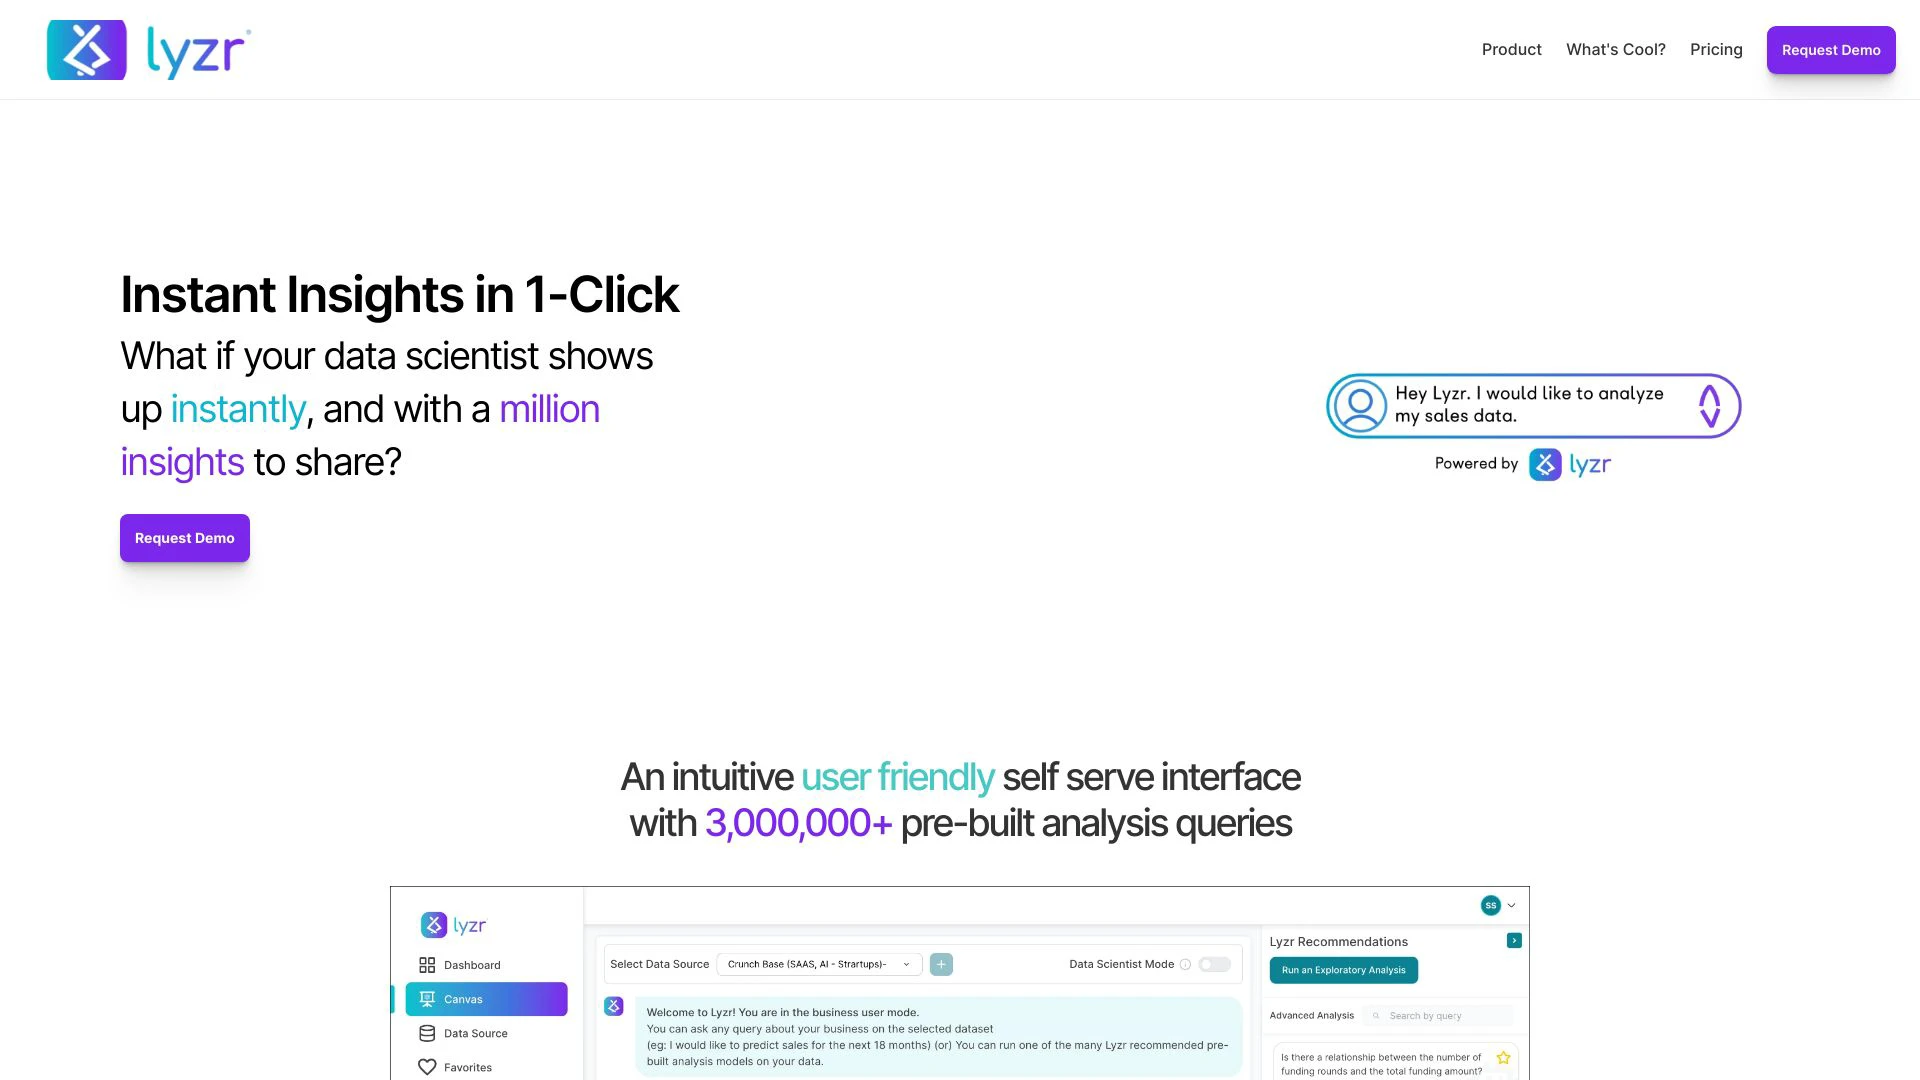 lyzr
Product
What's Cool?
Pricing
Request Demo
Instant Insights in 1-Click
What if your data scientist shows
up instantly, and with a million
insights to share?
Request Demo
Hey Lyzr. I would like to analyze
my sales data.
Powered by lyzr
An intuitive user friendly self serve interface
with 3,000,000+ pre-built analysis queries
SS
lyzr
Dashboard
Canvas
Data Source
Favorites
Select Data Source
Crunch Base (SAAS, AI - Strartups)-
Data Scientist Mode
Welcome to Lyzr! You are in the business user mode.
You can ask any query about your business on the selected dataset
(eg: I would like to predict sales for the next 18 months) (or) You can run one of the many Lyzr recommended pre-
built analysis models on your data.
Lyzr Recommendations
Run an Exploratory Analysis
Advanced Analysis
Search by query
Is there a relationship between the number of
funding rounds and the total funding amount?